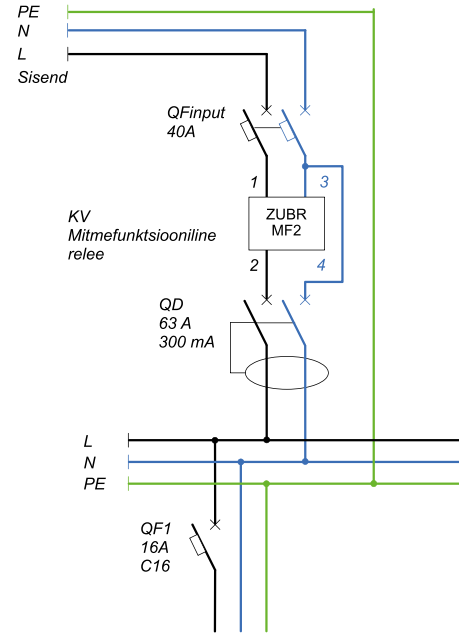 PE
N
L
Sisend
QFinput
40A
1
3
KV
Mitmefunktsiooniline
relee
ZUBR
MF2
2
4
QD
63 A
300 mA
L
N
PE
QF1
16A
C16